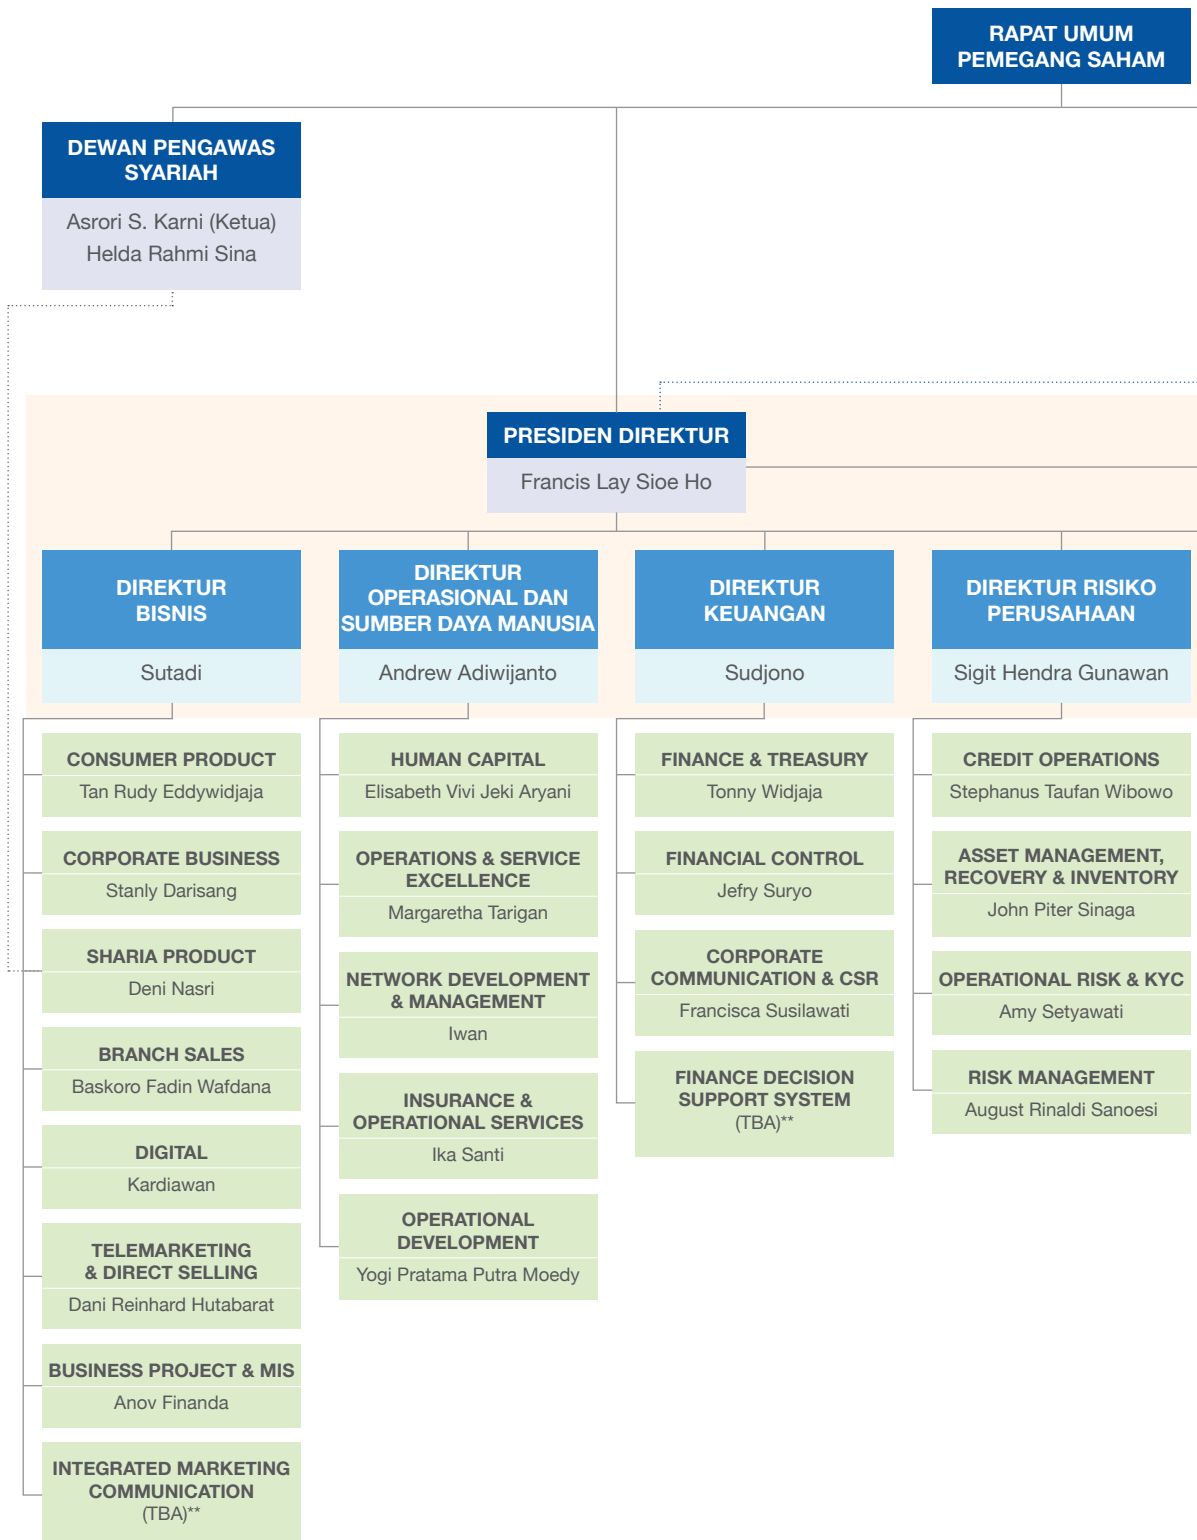 RAPAT UMUM
PEMEGANG SAHAM
DEWAN PENGAWAS
SYARIAH
Asrori S. Karni (Ketua)
Helda Rahmi Sina
PRESIDEN DIREKTUR
Francis Lay Sioe Ho
DIREKTUR
BISNIS
Sutadi
CONSUMER PRODUCT
Tan Rudy Eddywidjaja
CORPORATE BUSINESS
Stanly Darisang
SHARIA PRODUCT
Deni Nasri
BRANCH SALES
Baskoro Fadin Wafdana
DIGITAL
Kardiawan
TELEMARKETING
& DIRECT SELLING
Dani Reinhard Hutabarat
BUSINESS PROJECT & MIS
Anov Finanda
INTEGRATED MARKETING
COMMUNICATION
(TBA)**
DIREKTUR
OPERASIONAL DAN
SUMBER DAYA MANUSIA
Andrew Adiwijanto
HUMAN CAPITAL
Elisabeth Vivi Jeki Aryani
OPERATIONS & SERVICE
EXCELLENCE
Margaretha Tarigan
NETWORK DEVELOPMENT
& MANAGEMENT
Iwan
INSURANCE &
OPERATIONAL SERVICES
Ika Santi
OPERATIONAL
DEVELOPMENT
Yogi Pratama Putra Moedy
DIREKTUR
KEUANGAN
Sudjono
FINANCE & TREASURY
Tonny Widjaja
FINANCIAL CONTROL
Jefry Suryo
CORPORATE
COMMUNICATION & CSR
Francisca Susilawati
FINANCE DECISION
SUPPORT SYSTEM
(TBA)**
DIREKTUR RISIKO
PERUSAHAAN
Sigit Hendra Gunawan
CREDIT OPERATIONS
Stephanus Taufan Wibowo
ASSET MANAGEMENT,
RECOVERY & INVENTORY
John Piter Sinaga
OPERATIONAL RISK & KYC
Amy Setyawati
RISK MANAGEMENT
August Rinaldi Sanoesi